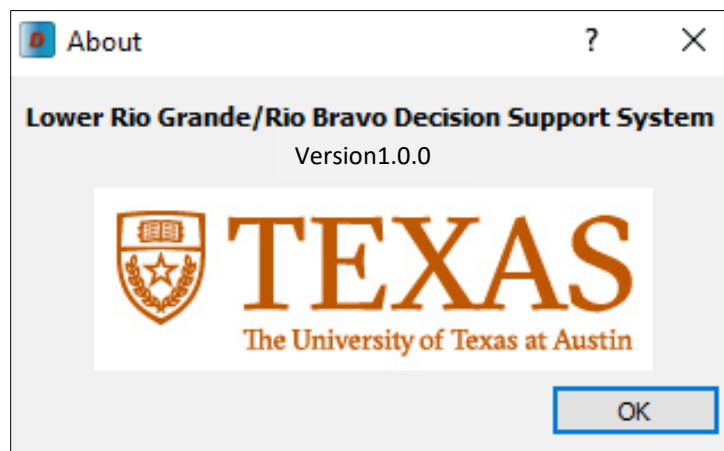 D About ?
Lower Rio Grande/Rio Bravo Decision Support System
Version1.0.0
TEXAS
The University of Texas at Austin
OK